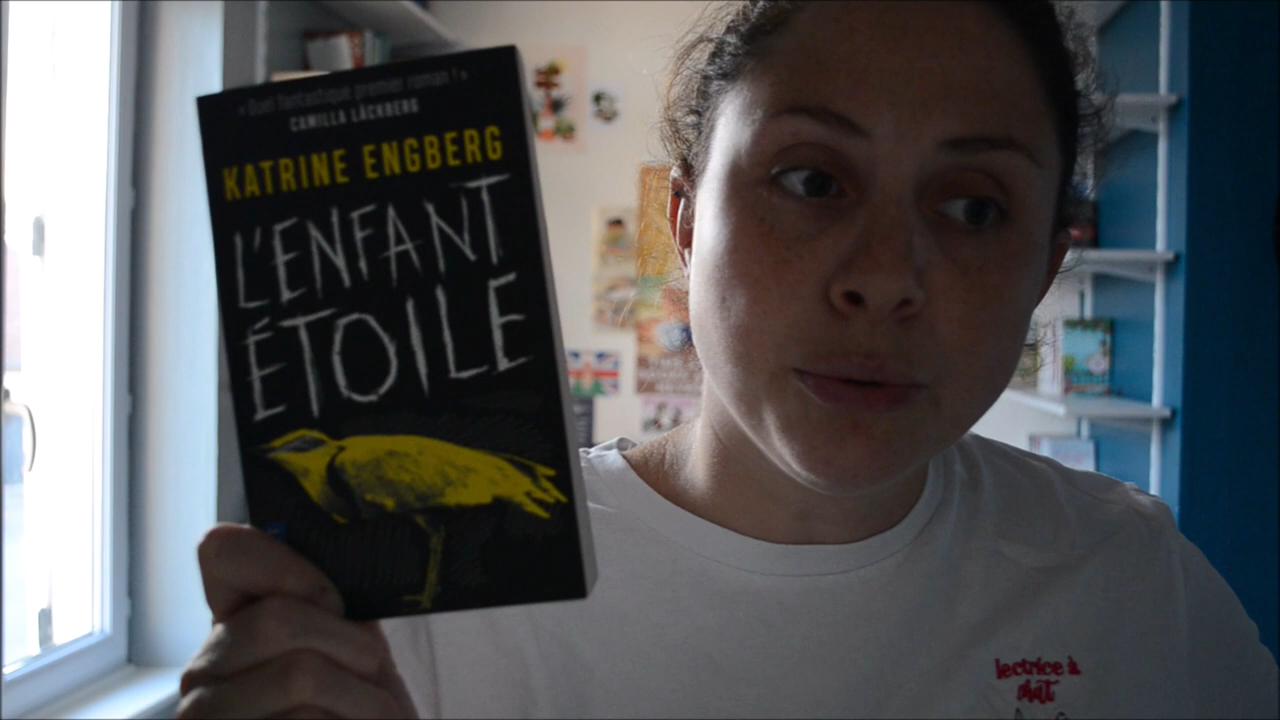 « Quel fantastique premier roman ! »
CAMILLA LÄCKBERG
KATRINE ENGBERG
L'ENFANT
ÉTOILE
lectrice à
chat